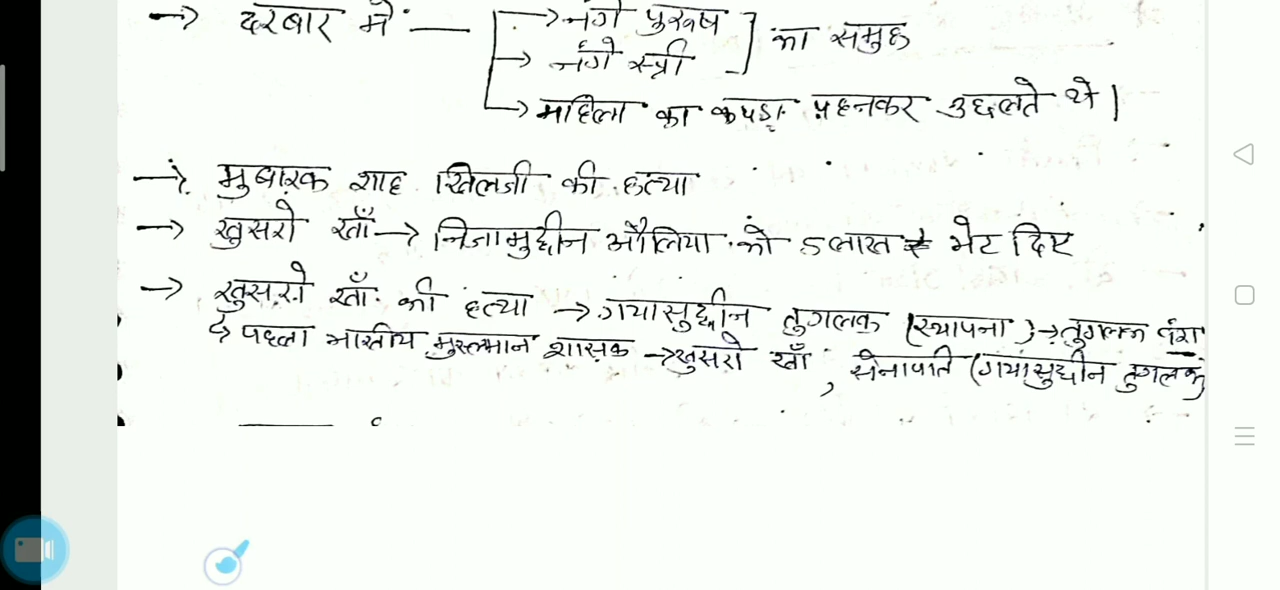 → दरबार में — → नंगे पुरुष ] का समुह
→ नंगे स्त्री
→ महिला का कपड़ा पहनकर उछलते थे।
→ मुबारक शाह खिलजी की हत्या
→ खुसरो खाँ → निजामुद्दीन औलिया को 5 लाख ₹ भेट दिए
→ खुसरो खाँ की हत्या → गयासुद्दीन तुगलक (स्थापना) → तुगलक वंश
↳ पहला भारतीय मुस्लमान शासक → खुसरो खाँ, सेनापति (गयासुद्दीन तुगलक)